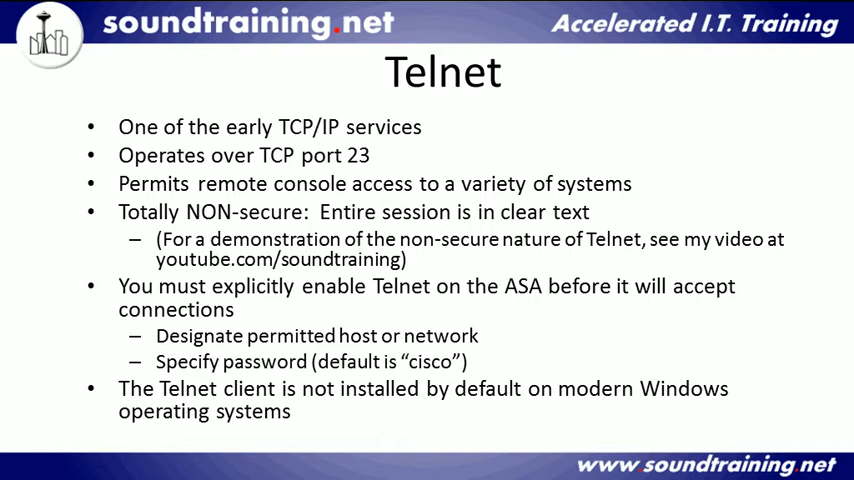 soundtraining.net
Accelerated I.T. Training
Telnet
• One of the early TCP/IP services
• Operates over TCP port 23
• Permits remote console access to a variety of systems
• Totally NON-secure: Entire session is in clear text
– (For a demonstration of the non-secure nature of Telnet, see my video at
youtube.com/soundtraining)
• You must explicitly enable Telnet on the ASA before it will accept
connections
– Designate permitted host or network
– Specify password (default is “cisco”)
• The Telnet client is not installed by default on modern Windows
operating systems
www.soundtraining.net